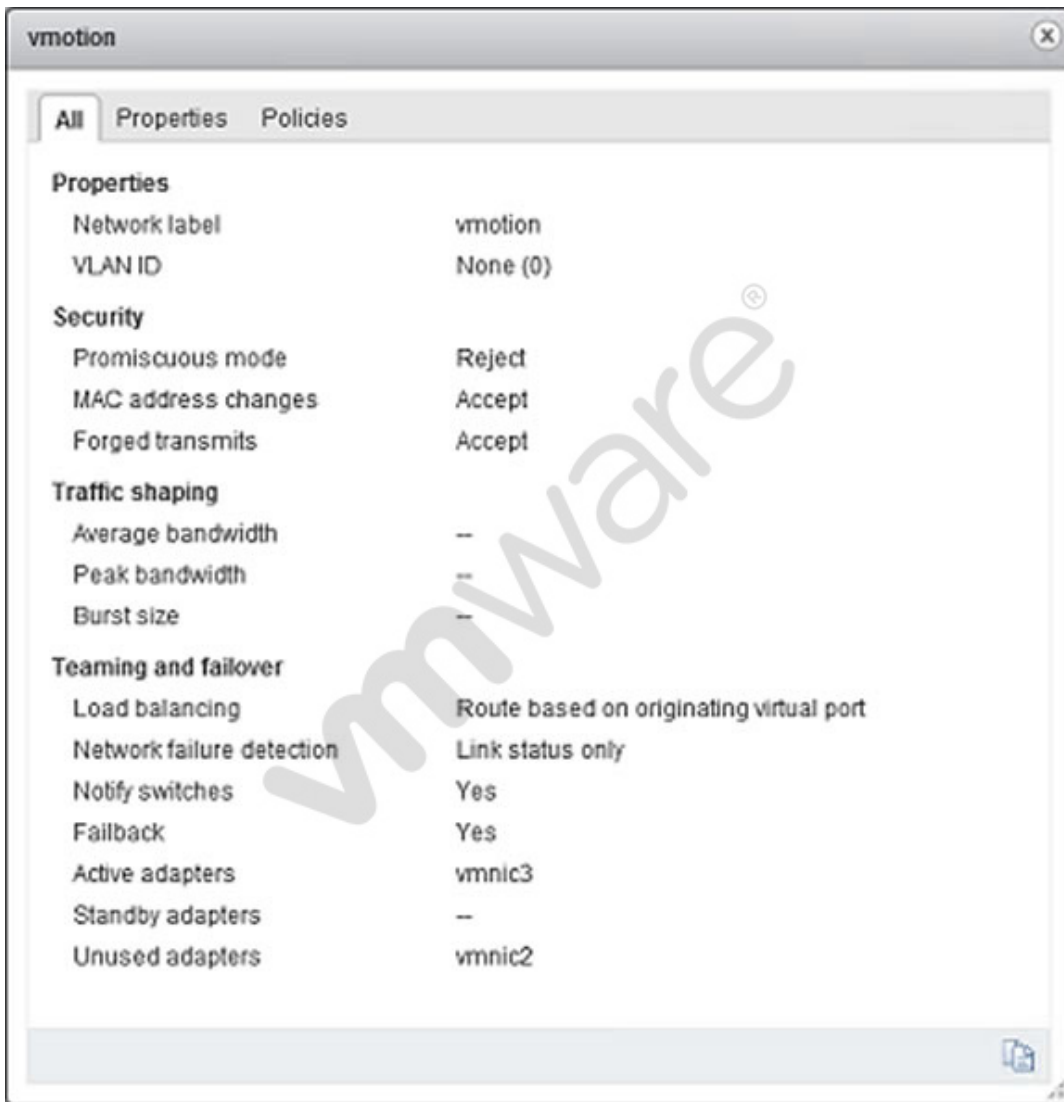 vmotion
All Properties Policies
Properties
Network label vmotion
VLAN ID None (0)
Security
Promiscuous mode Reject
MAC address changes Accept
Forged transmits Accept
Traffic shaping
Average bandwidth --
Peak bandwidth --
Burst size --
Teaming and failover
Load balancing Route based on originating virtual port
Network failure detection Link status only
Notify switches Yes
Failback Yes
Active adapters vmnic3
Standby adapters --
Unused adapters vmnic2
vmware®